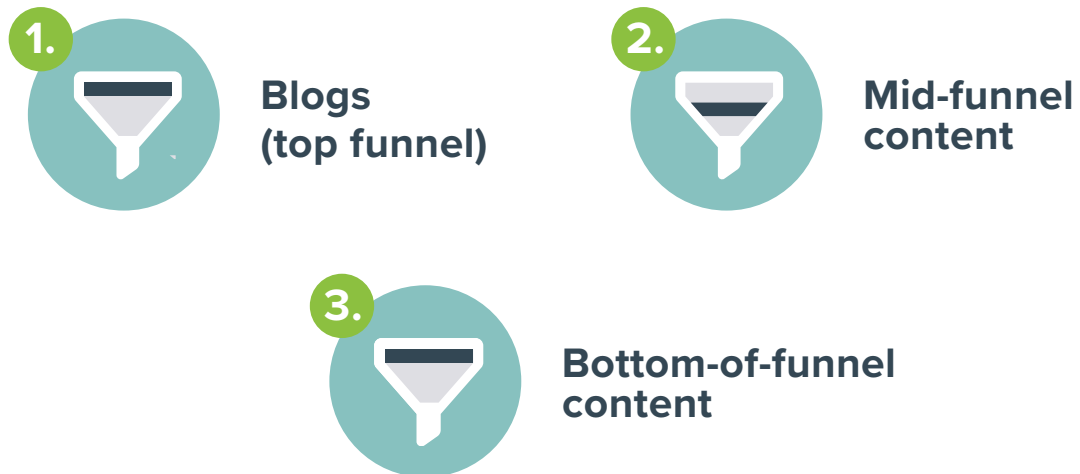 1.
Blogs
(top funnel)
2.
Mid-funnel
content
3.
Bottom-of-funnel
content